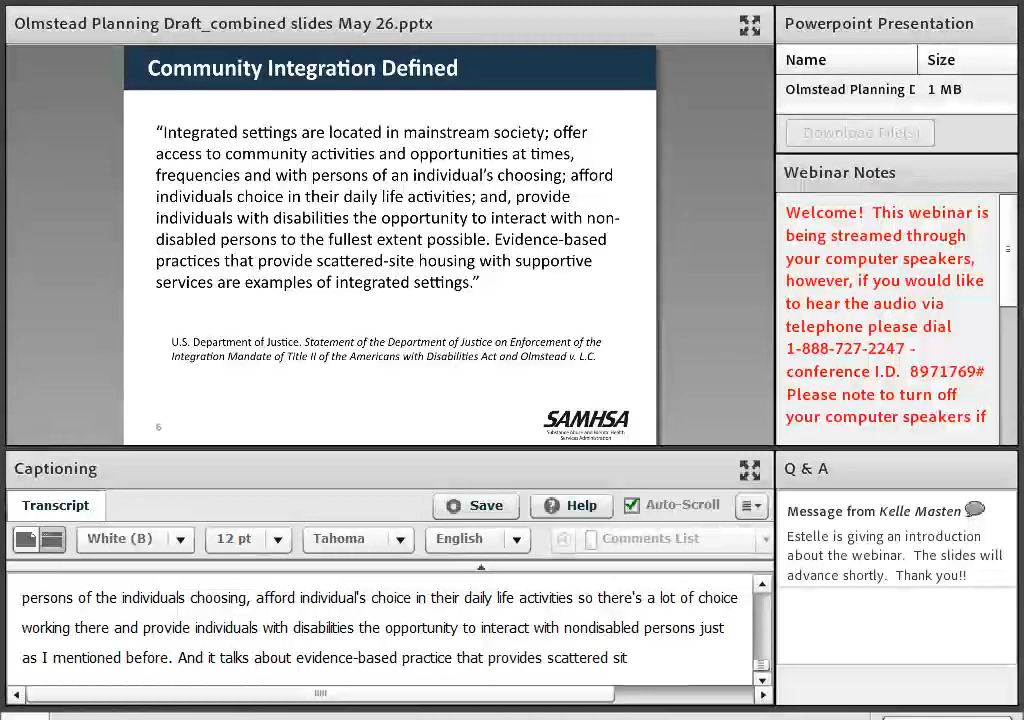 Olmstead Planning Draft_combined slides May 26.pptx
Community Integration Defined
“Integrated settings are located in mainstream society; offer
access to community activities and opportunities at times,
frequencies and with persons of an individual’s choosing; afford
individuals choice in their daily life activities; and, provide
individuals with disabilities the opportunity to interact with non-
disabled persons to the fullest extent possible. Evidence-based
practices that provide scattered-site housing with supportive
services are examples of integrated settings.”
U.S. Department of Justice. Statement of the Department of Justice on Enforcement of the
Integration Mandate of Title II of the Americans with Disabilities Act and Olmstead v. L.C.
6
SAMHSA
Substance Abuse and Mental Health
Services Administration
Powerpoint Presentation
Name Size
Olmstead Planning D 1 MB
Download File(s)
Webinar Notes
Welcome! This webinar is
being streamed through
your computer speakers,
however, if you would like
to hear the audio via
telephone please dial
1-888-727-2247 -
conference I.D. 8971769#
Please note to turn off
your computer speakers if
Captioning
Transcript
Save
Help
Auto-Scroll
White (B)
12 pt
Tahoma
English
Comments List
persons of the individuals choosing, afford individual's choice in their daily life activities so there's a lot of choice
working there and provide individuals with disabilities the opportunity to interact with nondisabled persons just
as I mentioned before. And it talks about evidence-based practice that provides scattered sit
Q & A
Message from Kelle Masten
Estelle is giving an introduction
about the webinar. The slides will
advance shortly. Thank you!!